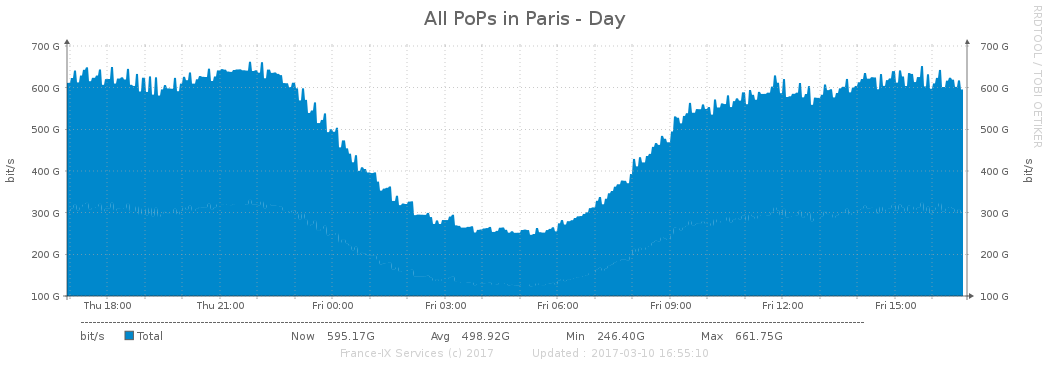 All PoPs in Paris - Day
RRDTOOL / TOBI OETIKER
700 G 700 G
600 G 600 G
500 G 500 G
400 G 400 G
300 G 300 G
200 G 200 G
100 G 100 G
bit/s
bit/s
Thu 18:00 Thu 21:00 Fri 00:00 Fri 03:00 Fri 06:00 Fri 09:00 Fri 12:00 Fri 15:00
bit/s Total Now 595.17G Avg 498.92G Min 246.40G Max 661.75G
France-IX Services (c) 2017 Updated : 2017-03-10 16:55:10